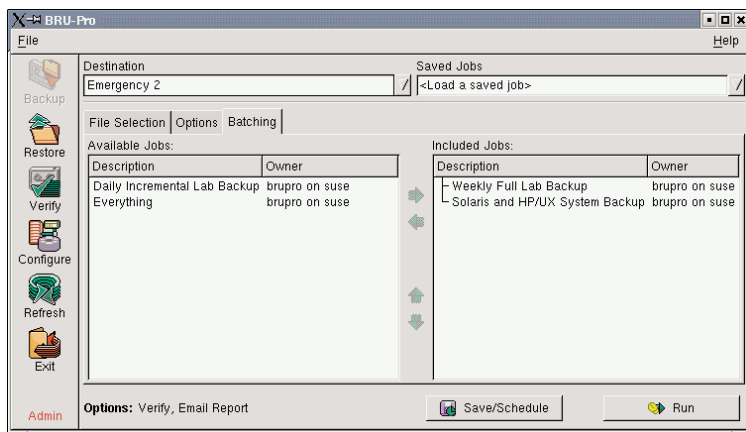 BRU-Pro
File Help
Backup
Restore
Verify
Configure
Refresh
Exit
Admin
Destination Saved Jobs
Emergency 2 <Load a saved job>
File Selection Options Batching
Available Jobs: Included Jobs:
Description Owner Description Owner
Daily Incremental Lab Backup brupro on suse Weekly Full Lab Backup brupro on suse
Everything brupro on suse Solaris and HP/UX System Backup brupro on suse
Options: Verify, Email Report Save/Schedule Run